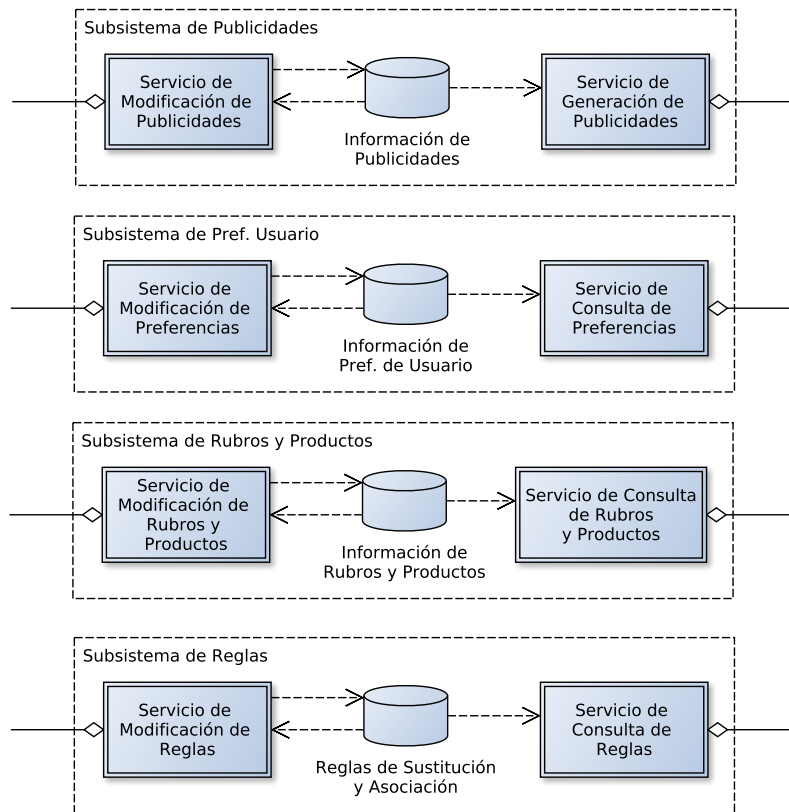 Subsistema de Publicidades
Servicio de
Modificación de
Publicidades
Información de
Publicidades
Servicio de
Generación de
Publicidades
Subsistema de Pref. Usuario
Servicio de
Modificación de
Preferencias
Información de
Pref. de Usuario
Servicio de
Consulta de
Preferencias
Subsistema de Rubros y Productos
Servicio de
Modificación de
Rubros y
Productos
Información de
Rubros y Productos
Servicio de Consulta
de Rubros
y Productos
Subsistema de Reglas
Servicio de
Modificación de
Reglas
Reglas de Sustitución
y Asociación
Servicio de
Consulta de
Reglas